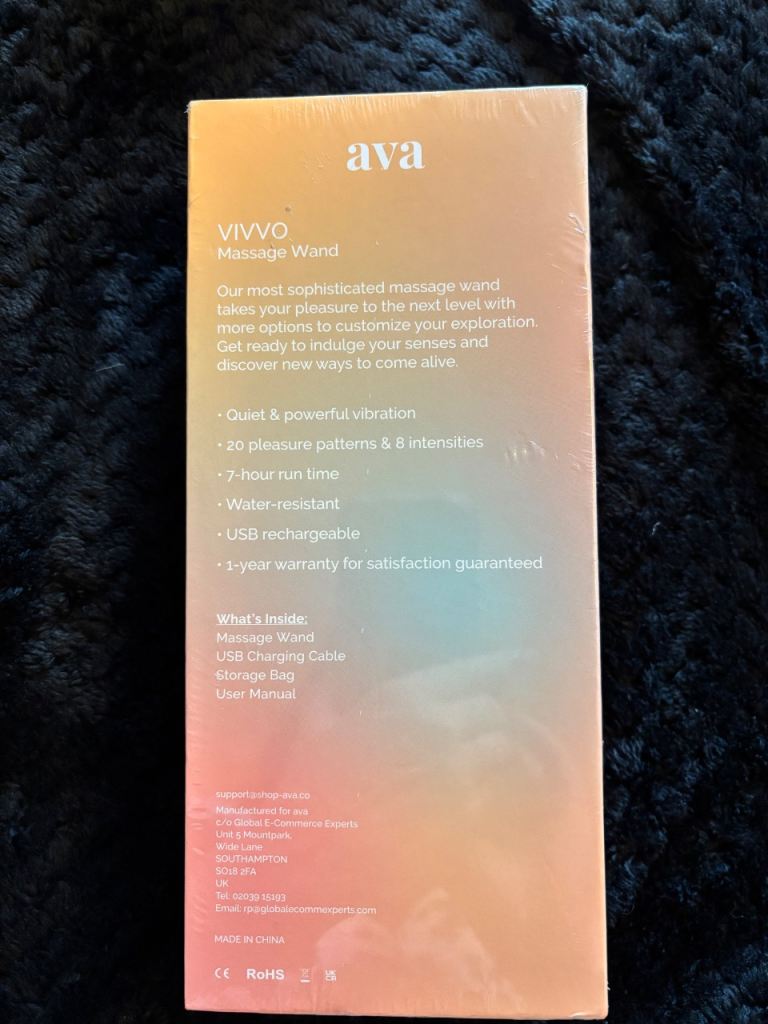 ava
VIVVO
Massage Wand
Our most sophisticated massage wand
takes your pleasure to the next level with
more options to customize your exploration.
Get ready to indulge your senses and
discover new ways to come alive.
• Quiet & powerful vibration
• 20 pleasure patterns & 8 intensities
• 7-hour run time
• Water-resistant
• USB rechargeable
• 1-year warranty for satisfaction guaranteed
What's Inside:
Massage Wand
USB Charging Cable
Storage Bag
User Manual
support@shop-ava.co
Manufactured for ava
c/o Global E-Commerce Experts
Unit 5 Mountpark,
Wide Lane
SOUTHAMPTON
SO18 2FA
UK
Tel: 02039 15193
Email: rp@globalecommexperts.com
MADE IN CHINA
CE RoHS UK CA